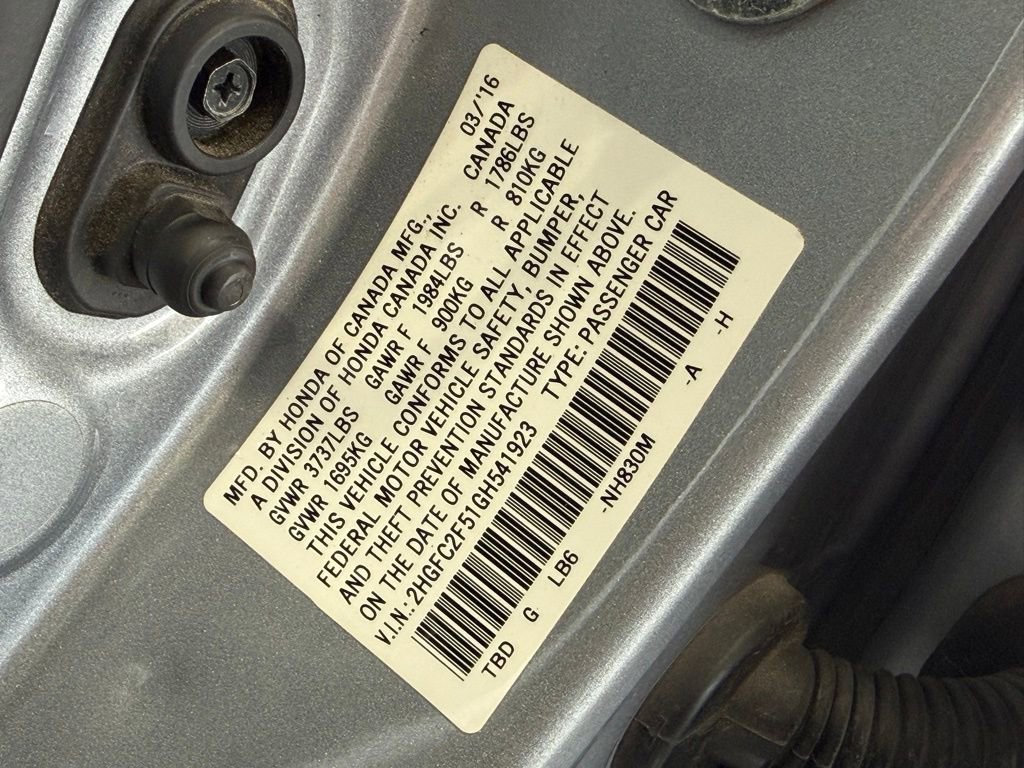 MFD. BY HONDA OF CANADA MFG., 03/'16
A DIVISION OF HONDA CANADA INC. CANADA
GVWR 3737LBS GAWR F 1984LBS R 1786LBS
GVWR 1695KG GAWR F 900KG R 810KG
THIS VEHICLE CONFORMS TO ALL APPLICABLE
FEDERAL MOTOR VEHICLE SAFETY, BUMPER,
AND THEFT PREVENTION STANDARDS IN EFFECT
ON THE DATE OF MANUFACTURE SHOWN ABOVE.
V.I.N.: 2HGFC2F51GH541923 TYPE: PASSENGER CAR
TBD G LB6 -NH830M -A -H